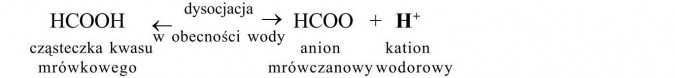 dysocjacja
HCOOH ⟵ ⟶ HCOO + H⁺
w obecności wody
cząsteczka kwasu anion kation
mrówkowego mrówczanowy wodorowy